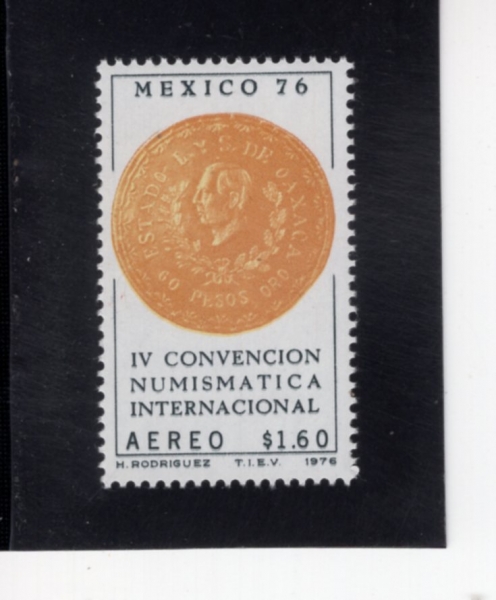 MEXICO 76
ESTADO L. Y S. DE OAXACA
60 PESOS ORO
IV CONVENCION
NUMISMATICA
INTERNACIONAL
AEREO $1.60
H. RODRIGUEZ T.I.E.V. 1976